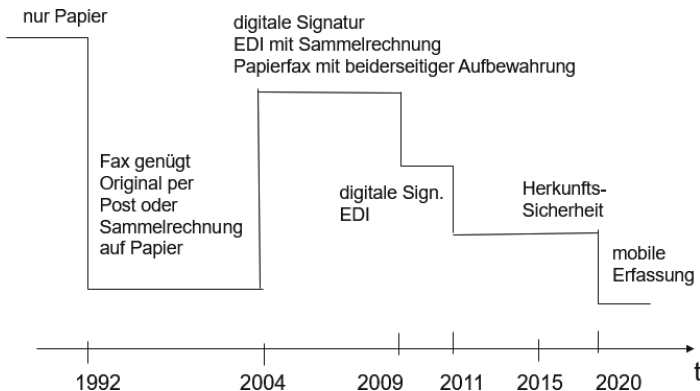 nur Papier
digitale Signatur
EDI mit Sammelrechnung
Papierfax mit beiderseitiger Aufbewahrung
Fax genügt
Original per
Post oder
Sammelrechnung
auf Papier
digitale Sign.
EDI
Herkunfts-
Sicherheit
mobile
Erfassung
1992
2004
2009
2011
2015
2020
t